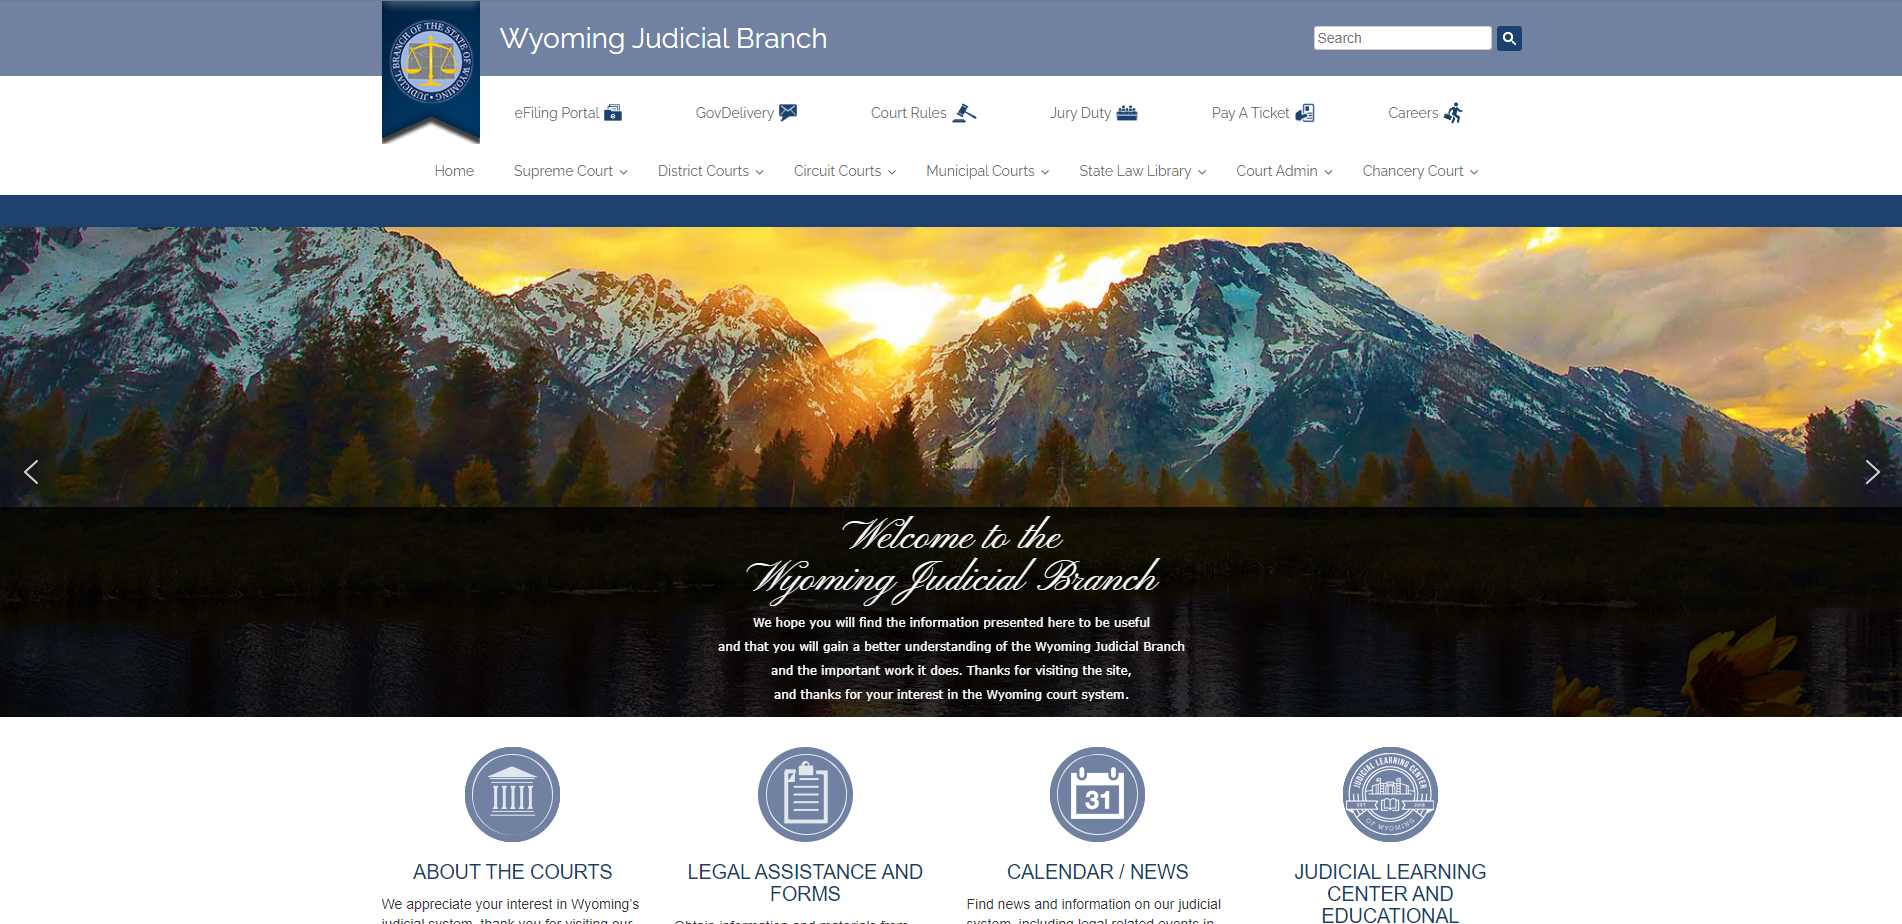 JUDICIAL BRANCH OF THE STATE OF WYOMING
Wyoming Judicial Branch
Search
eFiling Portal
GovDelivery
Court Rules
Jury Duty
Pay A Ticket
Careers
Home
Supreme Court
District Courts
Circuit Courts
Municipal Courts
State Law Library
Court Admin
Chancery Court
Welcome to the
Wyoming Judicial Branch
We hope you will find the information presented here to be useful
and that you will gain a better understanding of the Wyoming Judicial Branch
and the important work it does. Thanks for visiting the site,
and thanks for your interest in the Wyoming court system.
31
JUDICIAL LEARNING CENTER
EST. 2016
OF WYOMING
ABOUT THE COURTS
We appreciate your interest in Wyoming's
judicial system, thank you for visiting our
LEGAL ASSISTANCE AND
FORMS
Obtain information and materials from
CALENDAR / NEWS
Find news and information on our judicial
system, including legal related events in
JUDICIAL LEARNING
CENTER AND
EDUCATIONAL